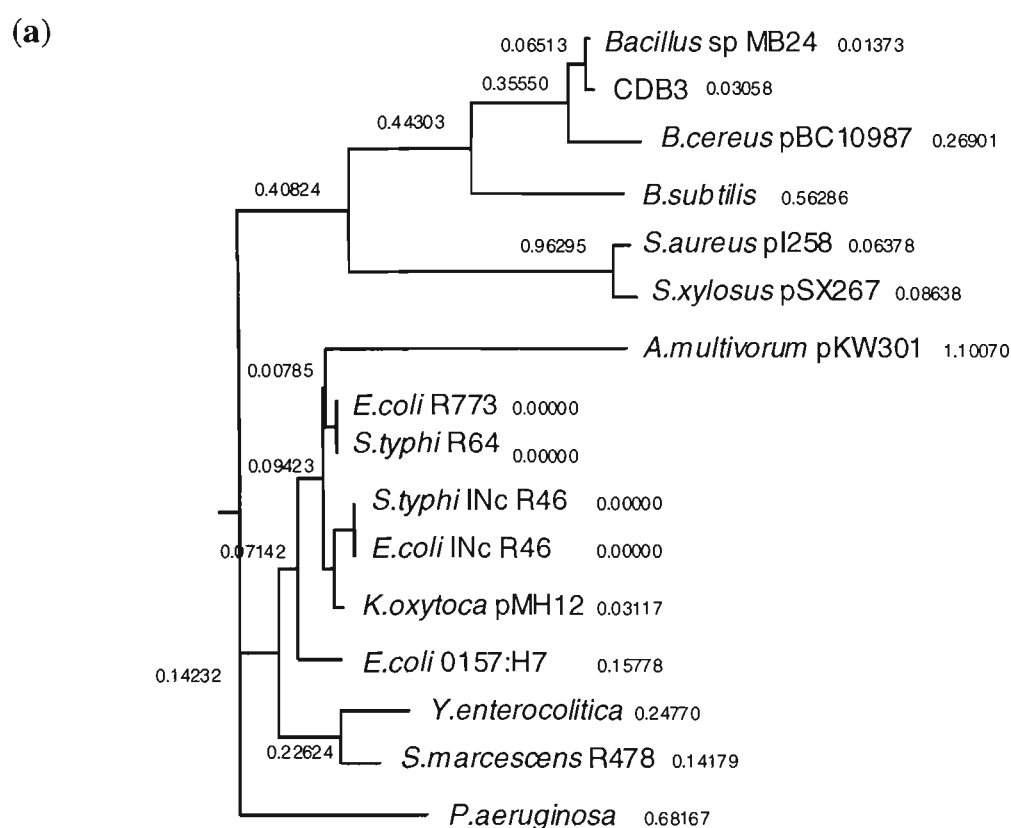 (a)
0.06513 Bacillus sp MB24 0.01373
0.35550 CDB3 0.03058
0.44303 B.cereus pBC10987 0.26901
0.40824 B.subtilis 0.56286
0.96295 S.aureus pI258 0.06378
S.xylosus pSX267 0.08638
A.multivorum pKW301 1.10070
0.00785
E.coli R773 0.00000
S.typhi R64 0.00000
0.09423
S.typhi INc R46 0.00000
0.07142 E.coli INc R46 0.00000
K.oxytoca pMH12 0.03117
E.coli 0157:H7 0.15778
0.14232
Y.enterocolitica 0.24770
0.22624 S.marcescens R478 0.14179
P.aeruginosa 0.68167